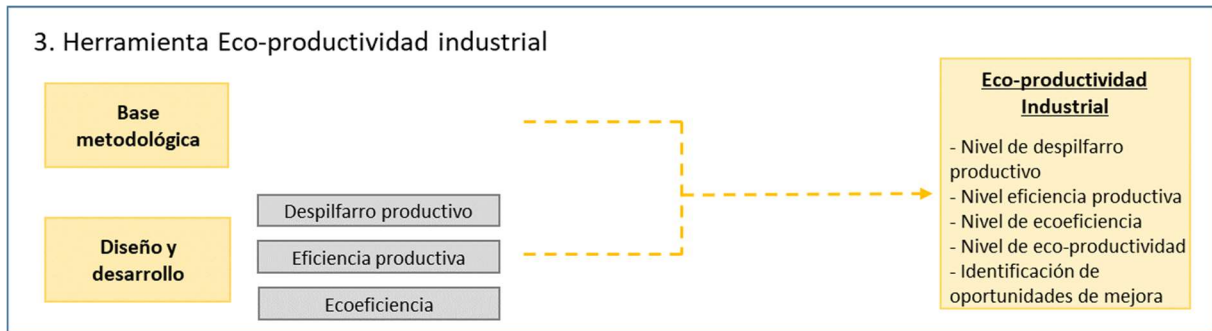 3. Herramienta Eco-productividad industrial
Base
metodológica
Diseño y
desarrollo
Despilfarro productivo
Eficiencia productiva
Ecoeficiencia
Eco-productividad
Industrial
- Nivel de despilfarro
productivo
- Nivel eficiencia productiva
- Nivel de ecoeficiencia
- Nivel de eco-productividad
- Identificación de
oportunidades de mejora